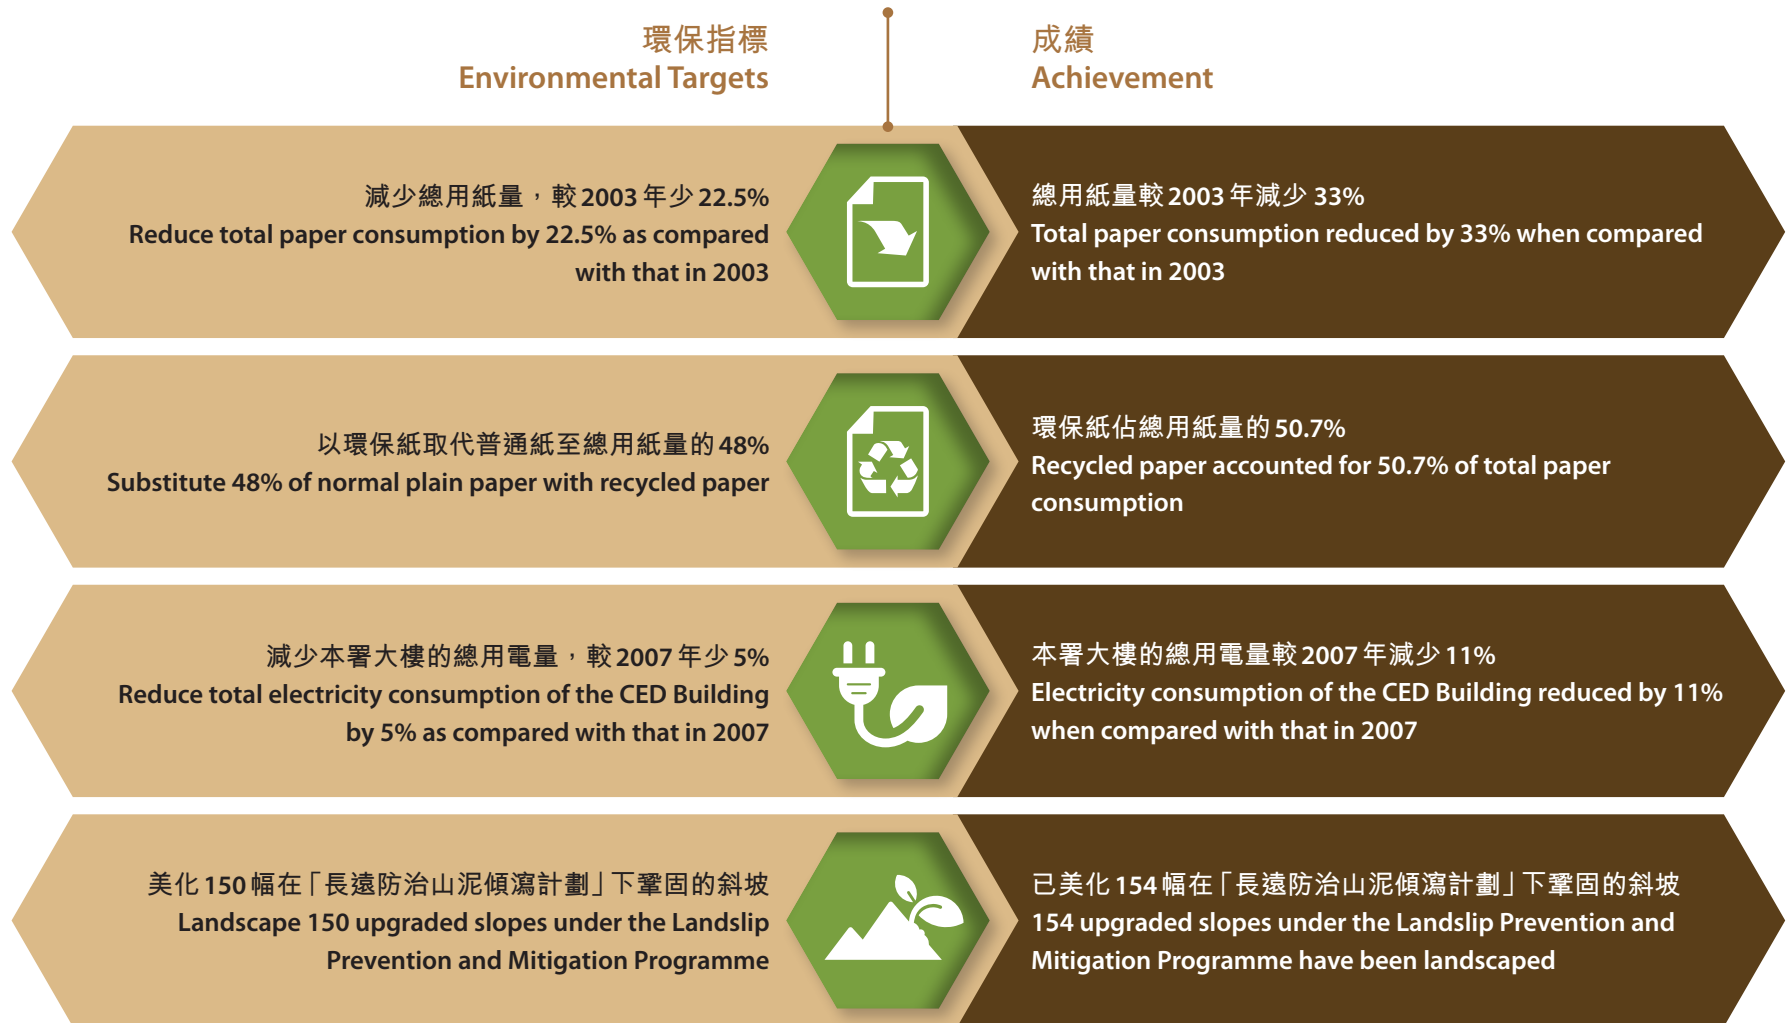 環保指標
Environmental Targets
成績
Achievement
減少總用紙量，較2003年少22.5%
Reduce total paper consumption by 22.5% as compared
with that in 2003
總用紙量較2003年減少 33%
Total paper consumption reduced by 33% when compared
with that in 2003
以環保紙取代普通紙至總用紙量的48%
Substitute 48% of normal plain paper with recycled paper
環保紙佔總用紙量的50.7%
Recycled paper accounted for 50.7% of total paper
consumption
減少本署大樓的總用電量，較2007年少5%
Reduce total electricity consumption of the CED Building
by 5% as compared with that in 2007
本署大樓的總用電量較2007年減少11%
Electricity consumption of the CED Building reduced by 11%
when compared with that in 2007
美化150幅在「長遠防治山泥傾瀉計劃」下鞏固的斜坡
Landscape 150 upgraded slopes under the Landslip
Prevention and Mitigation Programme
已美化154幅在「長遠防治山泥傾瀉計劃」下鞏固的斜坡
154 upgraded slopes under the Landslip Prevention and
Mitigation Programme have been landscaped